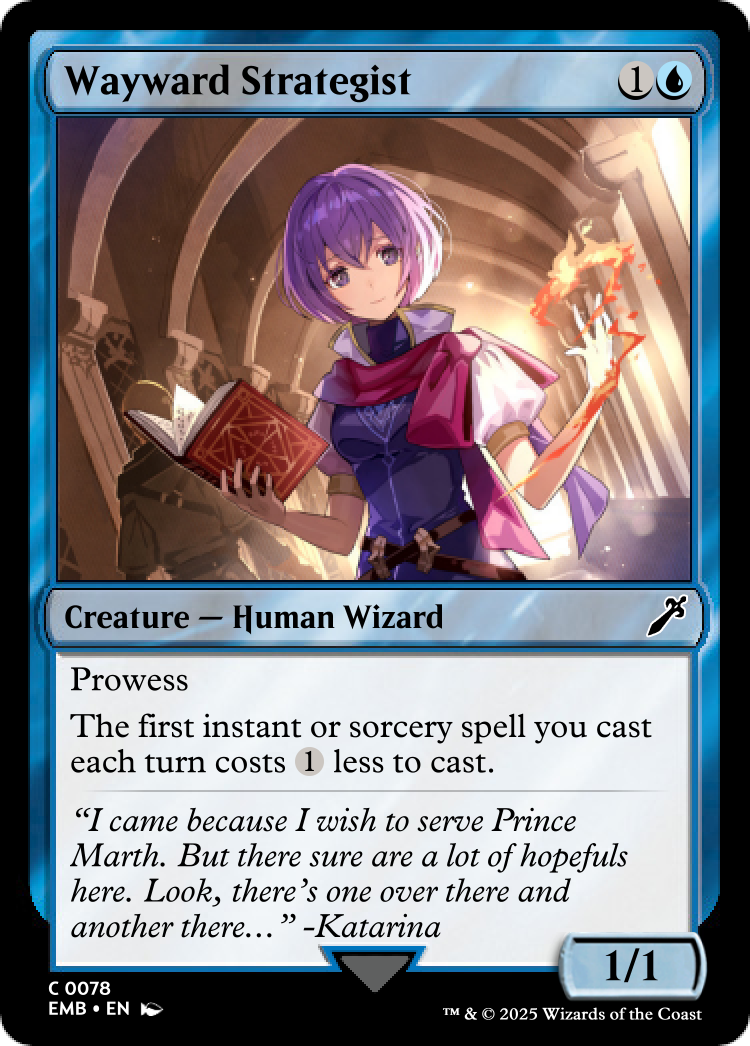 Wayward Strategist 1
Creature — Human Wizard
Prowess
The first instant or sorcery spell you cast
each turn costs 1 less to cast.
“I came because I wish to serve Prince
Marth. But there sure are a lot of hopefuls
here. Look, there’s one over there and
another there…” -Katarina
1/1
C 0078
EMB • EN
™ & © 2025 Wizards of the Coast